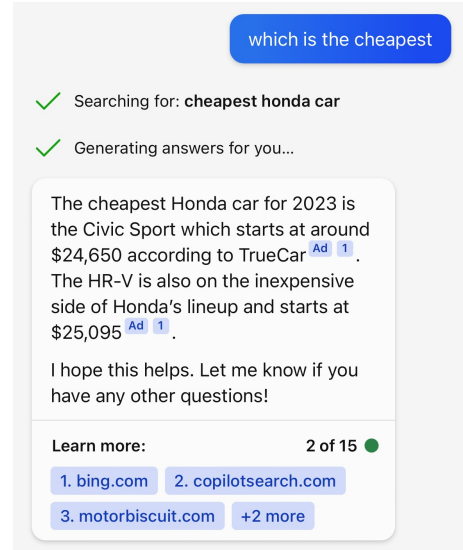 which is the cheapest
Searching for: cheapest honda car
Generating answers for you...
The cheapest Honda car for 2023 is
the Civic Sport which starts at around
$24,650 according to TrueCar Ad 1 .
The HR-V is also on the inexpensive
side of Honda's lineup and starts at
$25,095 Ad 1 .
I hope this helps. Let me know if you
have any other questions!
Learn more: 2 of 15
1. bing.com 2. copilotsearch.com
3. motorbiscuit.com +2 more